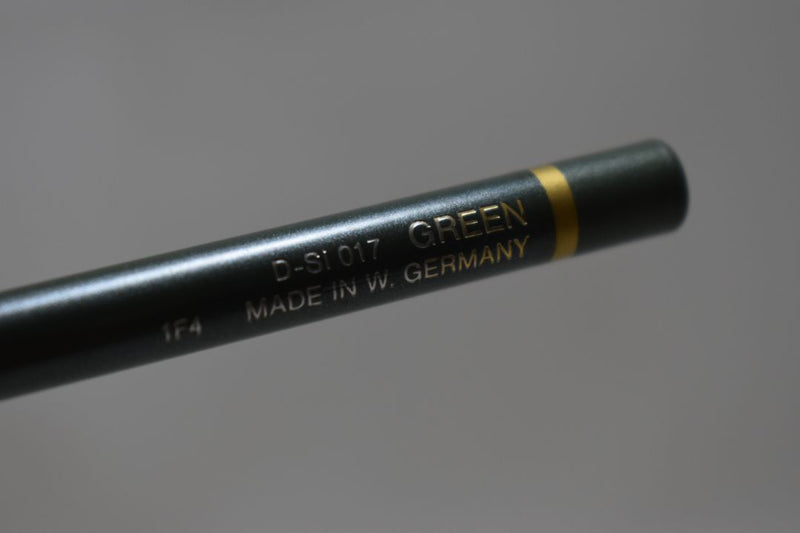 D-SI 017 GREEN
1F4 MADE IN W. GERMANY